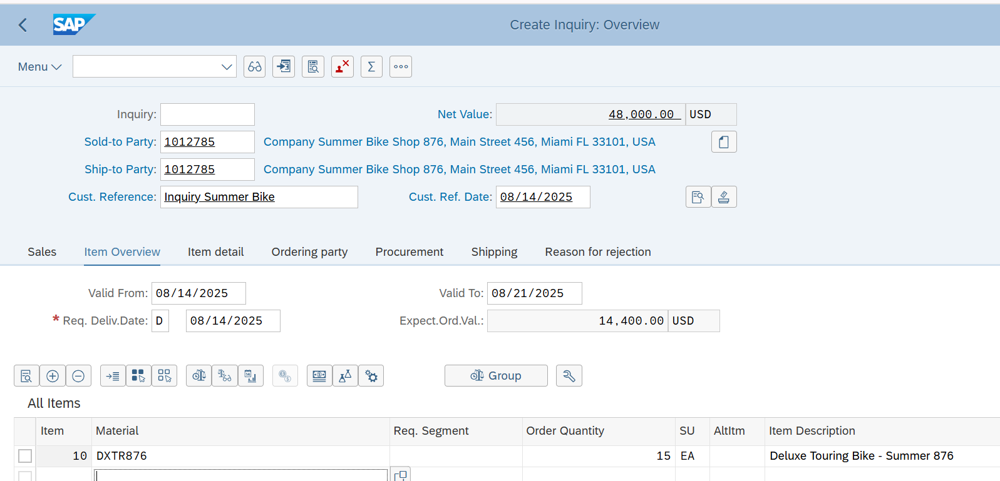 SAP Create Inquiry: Overview
Menu
Inquiry: Net Value: 48,000.00 USD
Sold-to Party: 1012785 Company Summer Bike Shop 876, Main Street 456, Miami FL 33101, USA
Ship-to Party: 1012785 Company Summer Bike Shop 876, Main Street 456, Miami FL 33101, USA
Cust. Reference: Inquiry Summer Bike Cust. Ref. Date: 08/14/2025
Sales Item Overview Item detail Ordering party Procurement Shipping Reason for rejection
Valid From: 08/14/2025 Valid To: 08/21/2025
* Req. Deliv.Date: D 08/14/2025 Expect.Ord.Val.: 14,400.00 USD
Group
All Items
Item Material Req. Segment Order Quantity SU AltItm Item Description
10 DXTR876 15 EA Deluxe Touring Bike - Summer 876